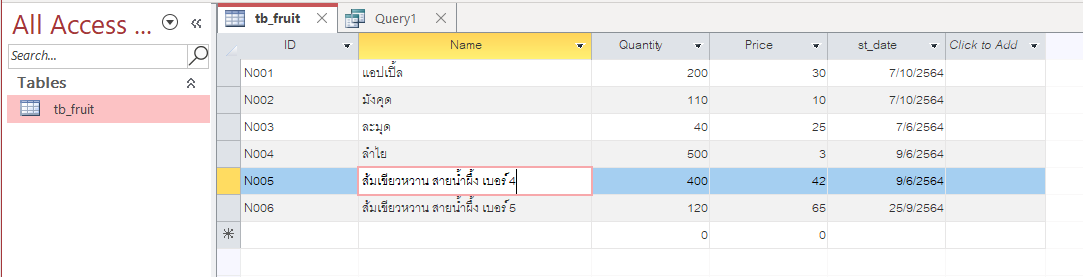 All Access ...
Search...
Tables
tb_fruit
tb_fruit Query1
ID Name Quantity Price st_date Click to Add
N001 แอปเปิ้ล 200 30 7/10/2564
N002 มังคุด 110 10 7/10/2564
N003 ละมุด 40 25 7/6/2564
N004 ลำไย 500 3 9/6/2564
N005 ส้มเขียวหวาน สายน้ำผึ้ง เบอร์ 4 400 42 9/6/2564
N006 ส้มเขียวหวาน สายน้ำผึ้ง เบอร์ 5 120 65 25/9/2564
0 0